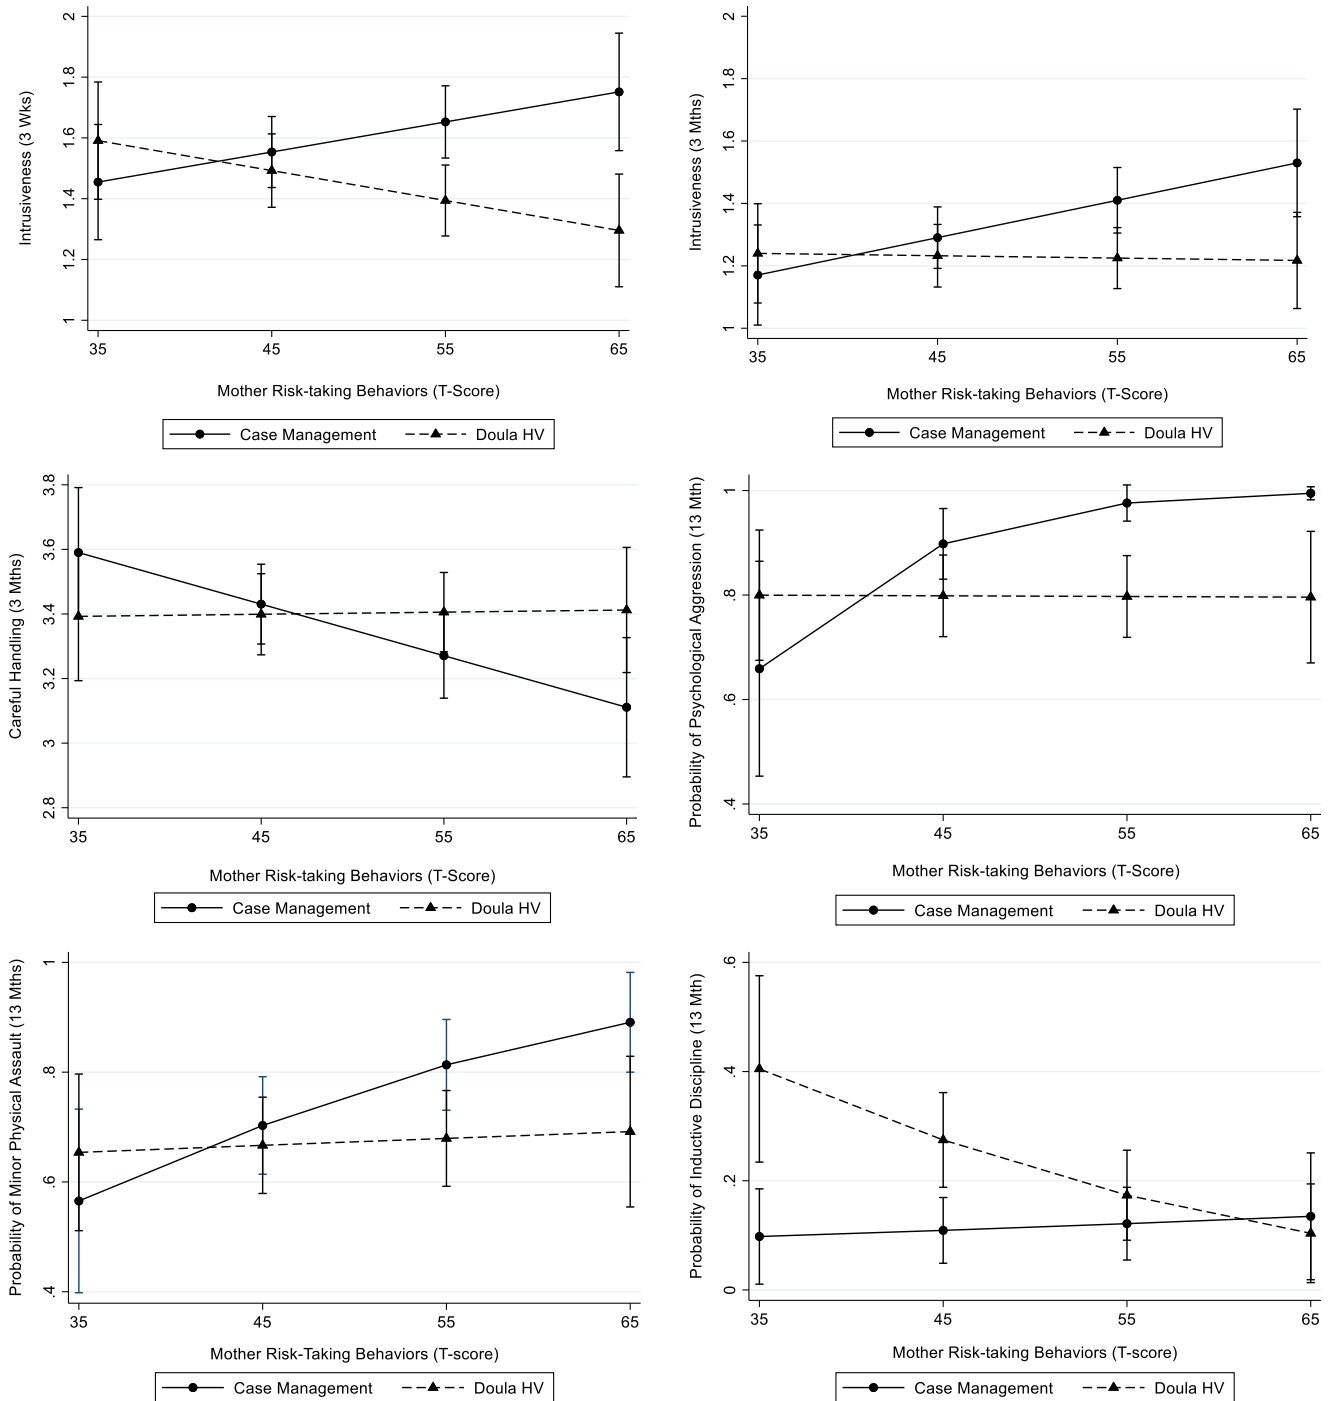 Intrusiveness (3 Wks)
2
1.8
1.6
1.4
1.2
1
35 45 55 65
Mother Risk-taking Behaviors (T-Score)
Case Management Doula HV
Intrusiveness (3 Mths)
2
1.8
1.6
1.4
1.2
1
35 45 55 65
Mother Risk-taking Behaviors (T-Score)
Case Management Doula HV
Careful Handling (3 Mths)
3.8
3.6
3.4
3.2
3
2.8
35 45 55 65
Mother Risk-taking Behaviors (T-Score)
Case Management Doula HV
Probability of Psychological Aggression (13 Mth)
1
.8
.6
.4
35 45 55 65
Mother Risk-taking Behaviors (T-Score)
Case Management Doula HV
Probability of Minor Physical Assault (13 Mths)
1
.8
.6
.4
35 45 55 65
Mother Risk-Taking Behaviors (T-score)
Case Management Doula HV
Probability of Inductive Discipline (13 Mth)
.6
.4
.2
0
35 45 55 65
Mother Risk-taking Behaviors (T-score)
Case Management Doula HV